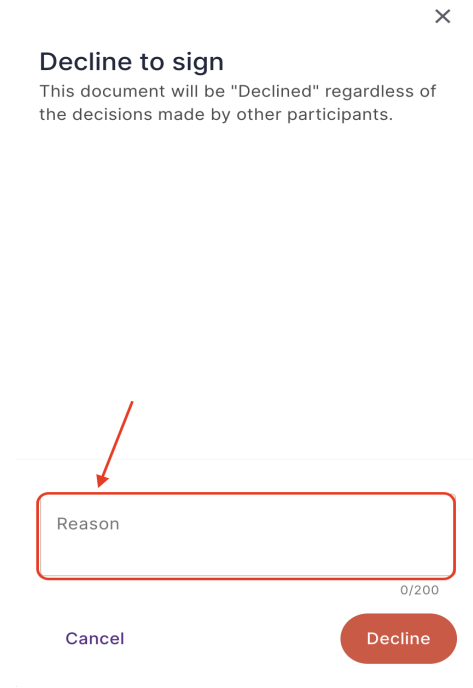 Decline to sign
This document will be "Declined" regardless of
the decisions made by other participants.
Reason
0/200
Cancel
Decline